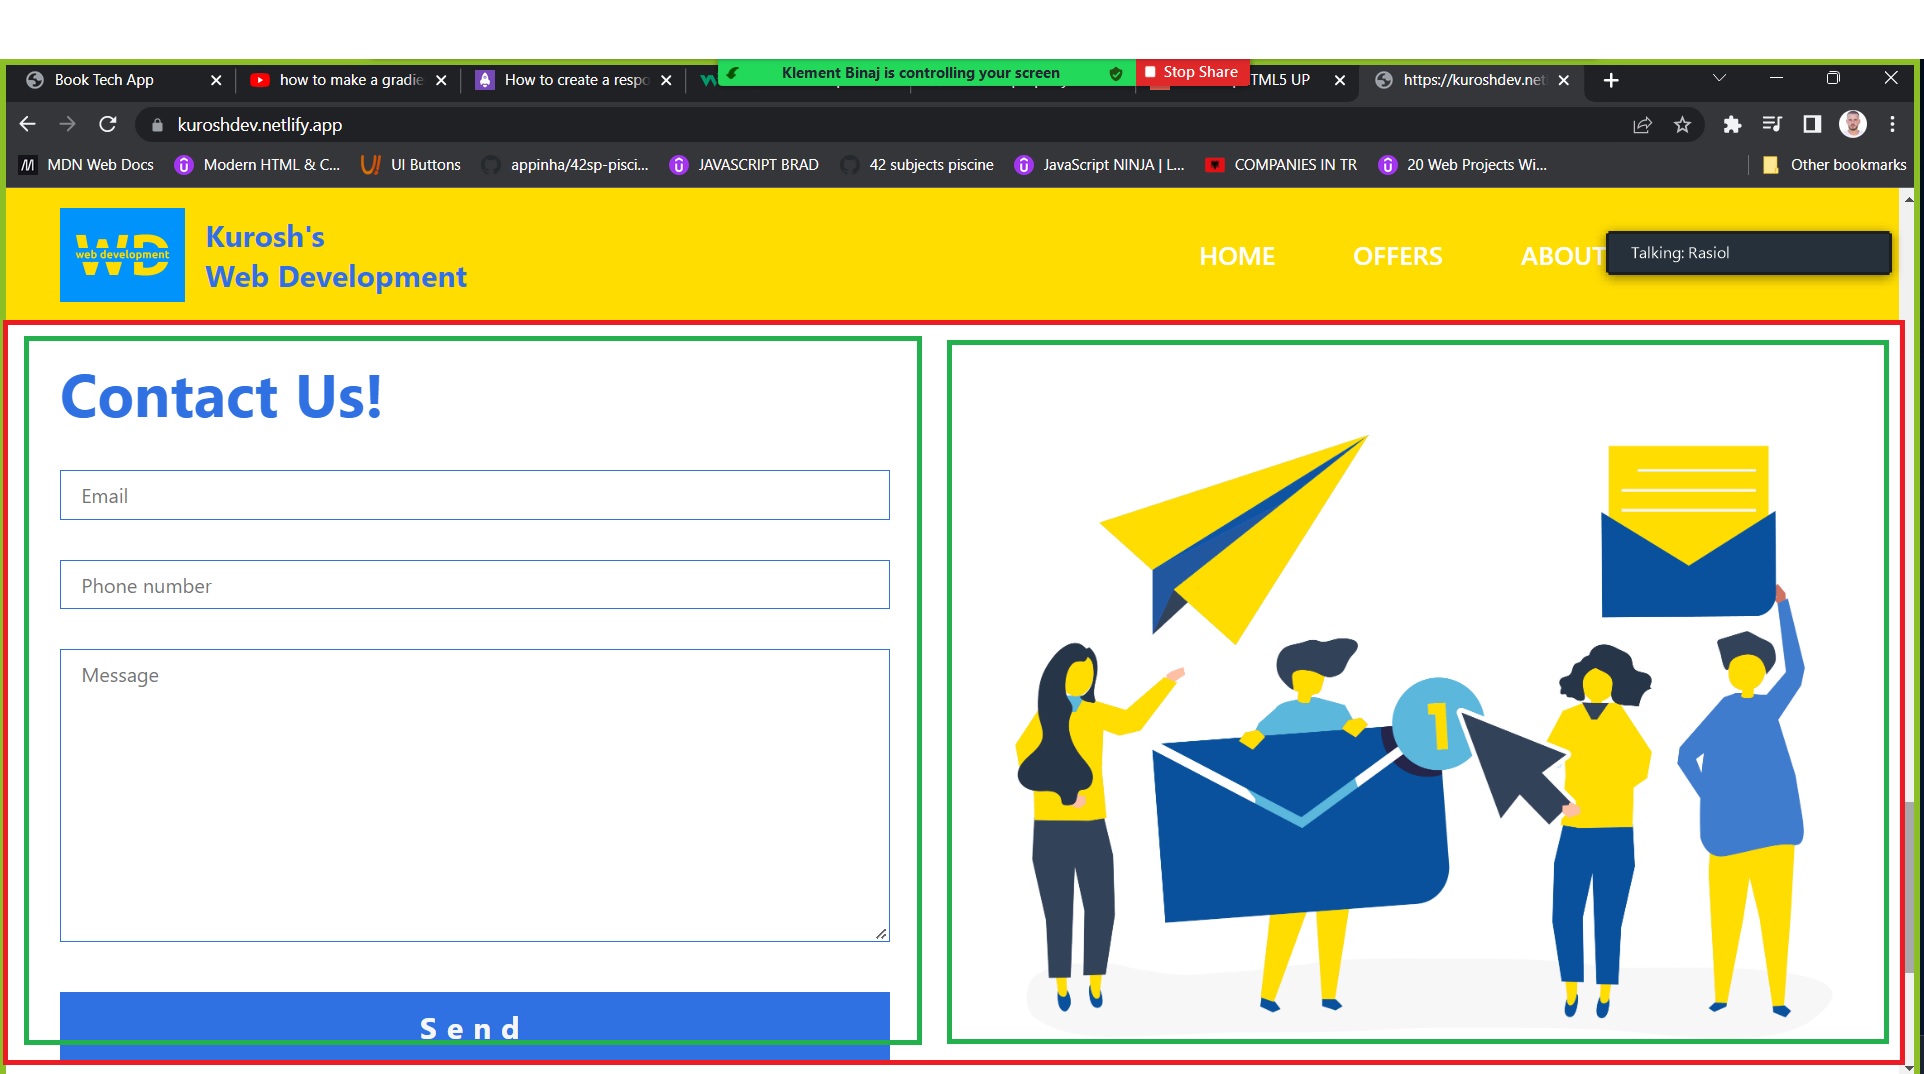 Klement Binaj is controlling your screen
Stop Share
Book Tech App
how to make a gradie
How to create a respo
TML5 UP
https://kuroshdev.net
kuroshdev.netlify.app
MDN Web Docs
Modern HTML & C...
UI Buttons
appinha/42sp-pisci...
JAVASCRIPT BRAD
42 subjects piscine
JavaScript NINJA | L...
COMPANIES IN TR
20 Web Projects Wi...
Other bookmarks
WD
web development
Kurosh's
Web Development
HOME
OFFERS
ABOUT
Talking: Rasiol
Contact Us!
Email
Phone number
Message
Send
1